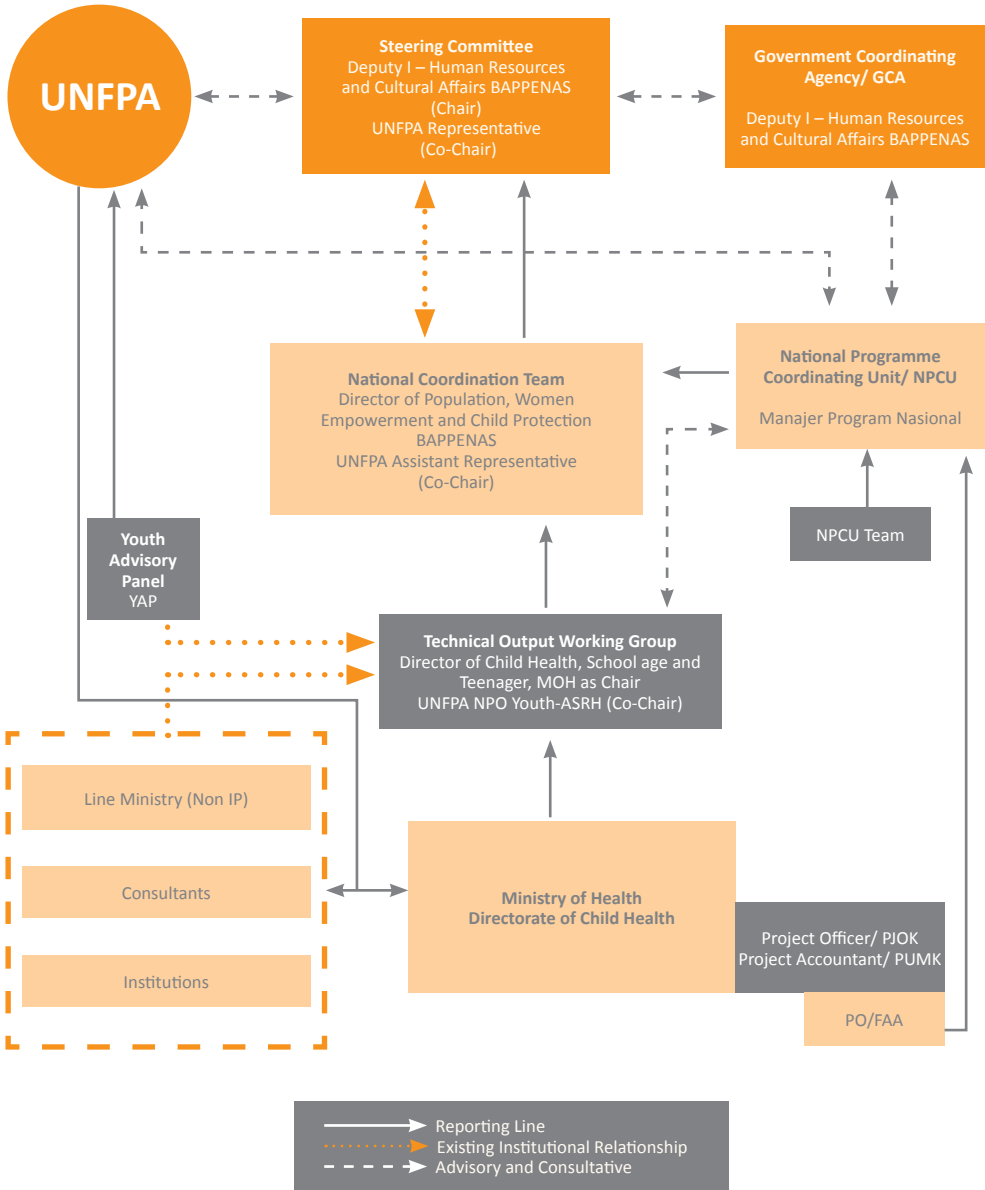 UNFPA
Steering Committee
Deputy I – Human Resources
and Cultural Affairs BAPPENAS
(Chair)
UNFPA Representative
(Co-Chair)
Government Coordinating
Agency/ GCA
Deputy I – Human Resources
and Cultural Affairs BAPPENAS
National Coordination Team
Director of Population, Women
Empowerment and Child Protection
BAPPENAS
UNFPA Assistant Representative
(Co-Chair)
National Programme
Coordinating Unit/ NPCU
Manajer Program Nasional
NPCU Team
Youth
Advisory
Panel
YAP
Technical Output Working Group
Director of Child Health, School age and
Teenager, MOH as Chair
UNFPA NPO Youth-ASRH (Co-Chair)
Line Ministry (Non IP)
Consultants
Institutions
Ministry of Health
Directorate of Child Health
Project Officer/ PJOK
Project Accountant/ PUMK
PO/FAA
Reporting Line
Existing Institutional Relationship
Advisory and Consultative